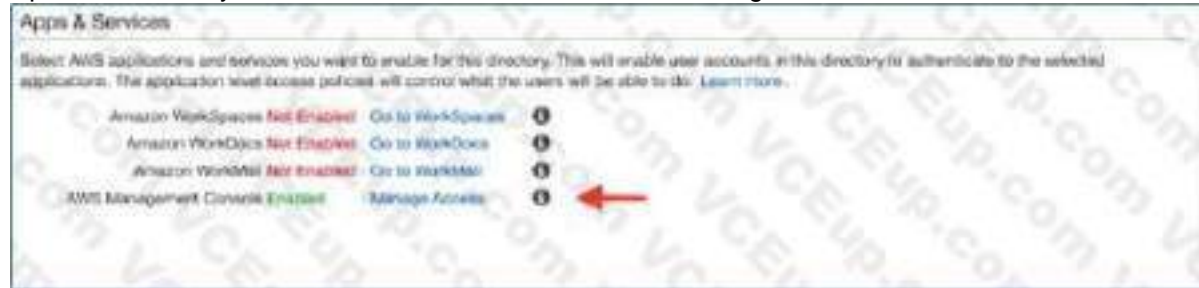 Apps & Services
Select AWS applications and services you want to enable for this directory. This will enable user accounts in this directory to authenticate to the selected
applications. The application level access policies will control what the users will be able to do. Learn more.
Amazon WorkSpaces Not Enabled Go to WorkSpaces
Amazon WorkDocs Not Enabled Go to WorkDocs
Amazon WorkMail Not Enabled Go to WorkMail
AWS Management Console Enabled Manage Access
VCEup.com